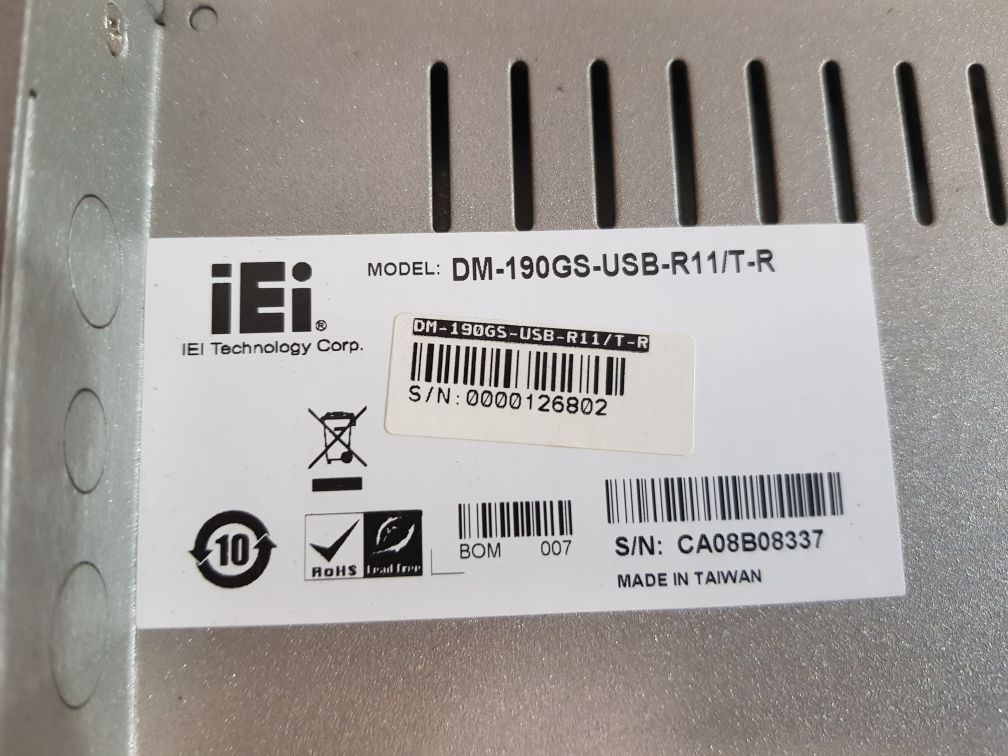 iEi®
IEI Technology Corp.
MODEL: DM-190GS-USB-R11/T-R
DM-190GS-USB-R11/T-R
S/N:0000126802
10
RoHS
Lead Free
BOM 007
S/N: CA08B08337
MADE IN TAIWAN